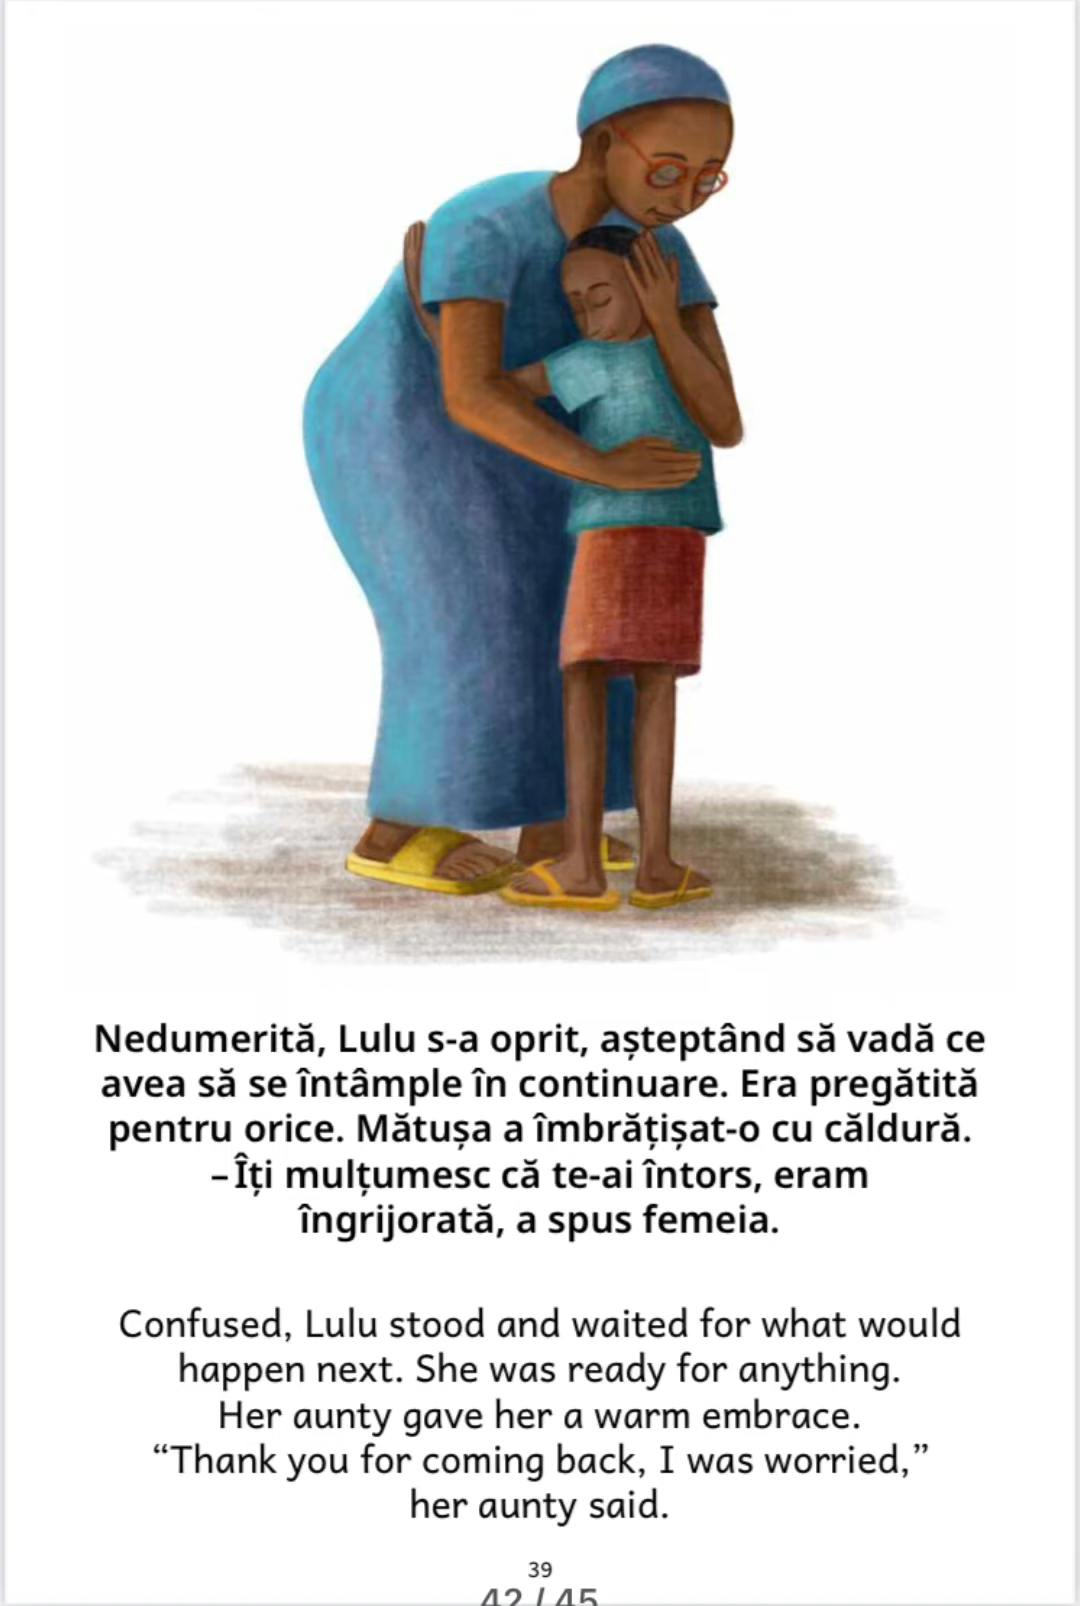 Nedumerită, Lulu s-a oprit, așteptând să vadă ce
avea să se întâmple în continuare. Era pregătită
pentru orice. Mătușa a îmbrățișat-o cu căldură.
– Îți mulțumesc că te-ai întors, eram
îngrijorată, a spus femeia.
Confused, Lulu stood and waited for what would
happen next. She was ready for anything.
Her aunty gave her a warm embrace.
“Thank you for coming back, I was worried,”
her aunty said.
39
42 / 45